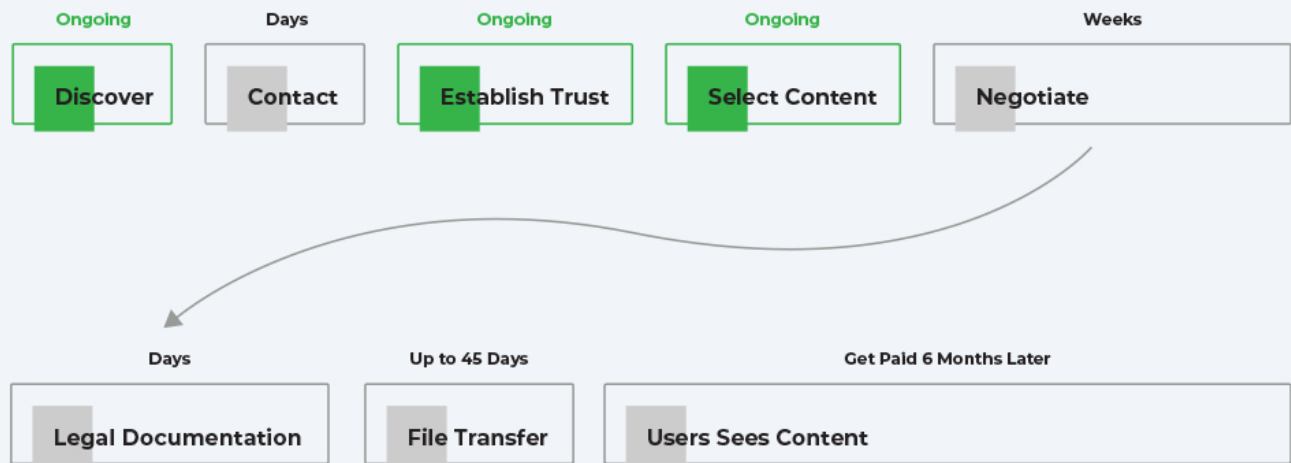 Ongoing
Days
Ongoing
Ongoing
Weeks
Discover
Contact
Establish Trust
Select Content
Negotiate
Days
Up to 45 Days
Get Paid 6 Months Later
Legal Documentation
File Transfer
Users Sees Content